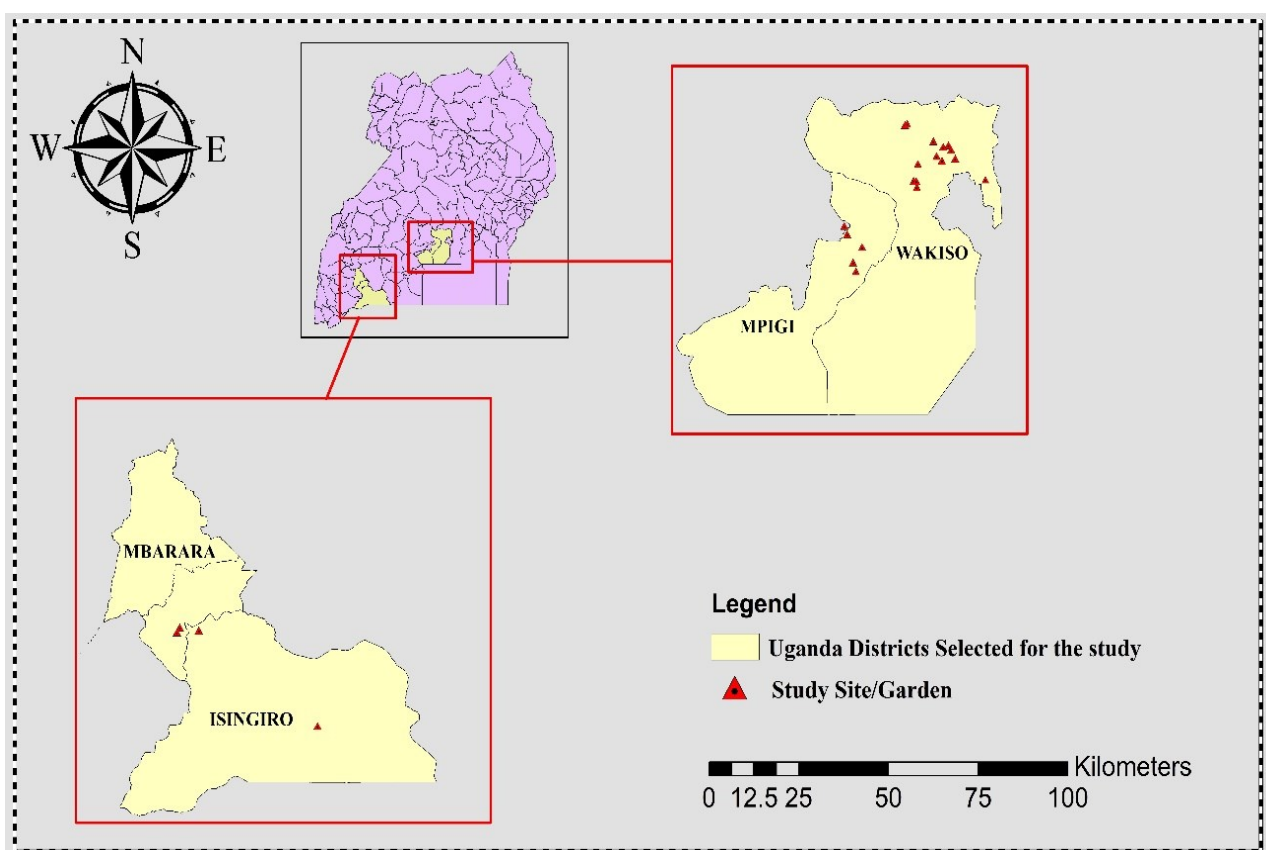 N
W E
S
WAKISO
MPIGI
MBARARA
ISINGIRO
Legend
Uganda Districts Selected for the study
Study Site/Garden
Kilometers
0 12.5 25 50 75 100